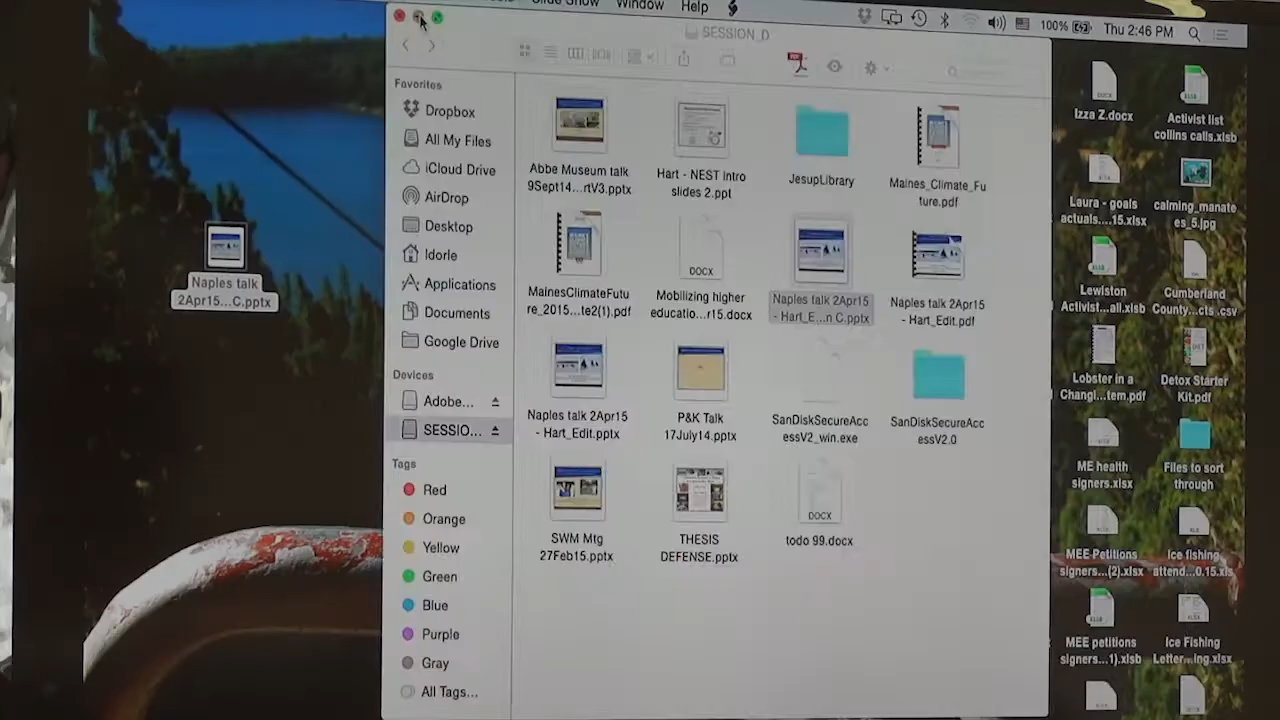 Slide Show
Window
Help
100%
Thu 2:46 PM
SESSION_D
Favorites
Dropbox
All My Files
iCloud Drive
AirDrop
Desktop
Idorle
Applications
Documents
Google Drive
Devices
Adobe...
SESSIO...
Tags
Red
Orange
Yellow
Green
Blue
Purple
Gray
All Tags...
Naples talk
2Apr15...C.pptx
Abbe Museum talk
9Sept14...rtV3.pptx
Hart - NEST intro
slides 2.ppt
JesupLibrary
Maines_Climate_Fu
ture.pdf
MainesClimateFutu
re_2015...te2(1).pdf
DOCX
Mobilizing higher
educatio...r15.docx
Naples talk 2Apr15
- Hart_E...n C.pptx
Naples talk 2Apr15
- Hart_Edit.pdf
Naples talk 2Apr15
- Hart_Edit.pptx
P&K Talk
17July14.pptx
SanDiskSecureAcc
essV2_win.exe
SanDiskSecureAcc
essV2.0
SWM Mtg
27Feb15.pptx
THESIS
DEFENSE.pptx
DOCX
todo 99.docx
Izza Z.docx
Activist list
collins calls.xlsb
Laura - goals
actuals....15.xlsx
calming_manate
es_5.jpg
Lewiston
Activist...all.xlsb
Cumberland
County...cts .csv
Lobster in a
Changi...tem.pdf
Detox Starter
Kit.pdf
ME health
signers.xlsx
Files to sort
through
MEE Petitions
signers...(2).xlsx
Ice fishing
attend...0.15.xls
MEE petitions
signers...1).xlsb
Ice Fishing
Letter...ing.xlsx